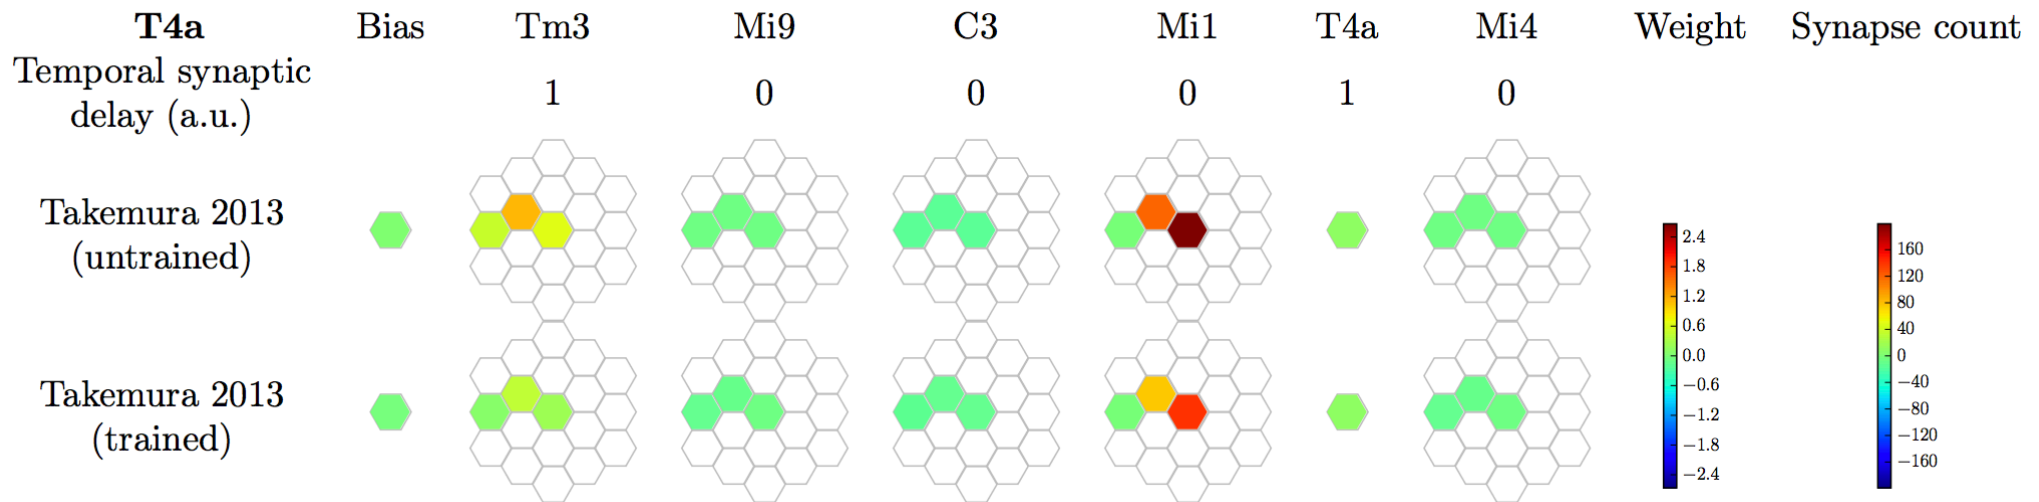 T4a Bias Tm3 Mi9 C3 Mi1 T4a Mi4 Weight Synapse count
Temporal synaptic
delay (a.u.)
1 0 0 0 1 0
Takemura 2013
(untrained)
Takemura 2013
(trained)
2.4
1.8
1.2
0.6
0.0
−0.6
−1.2
−1.8
−2.4
160
120
80
40
0
−40
−80
−120
−160